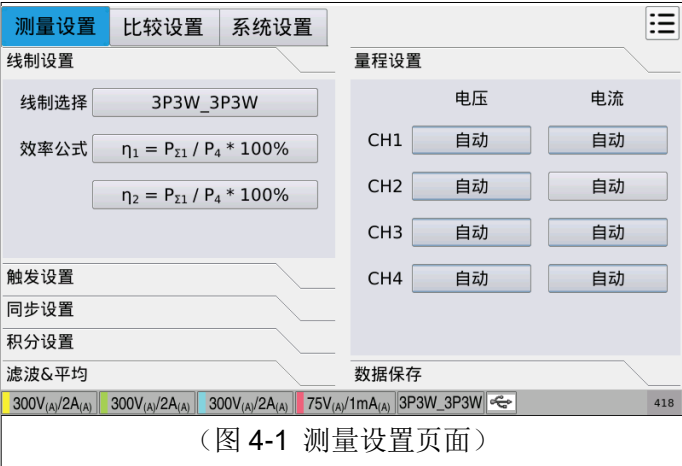 测量设置 比较设置 系统设置
线制设置
线制选择 3P3W_3P3W
效率公式 η₁ = P_Σ1 / P₄ * 100%
η₂ = P_Σ1 / P₄ * 100%
触发设置
同步设置
积分设置
滤波&平均
量程设置
电压 电流
CH1 自动 自动
CH2 自动 自动
CH3 自动 自动
CH4 自动 自动
数据保存
300V(A)/2A(A) 300V(A)/2A(A) 300V(A)/2A(A) 75V(A)/1mA(A) 3P3W_3P3W 418
（图 4-1 测量设置页面）